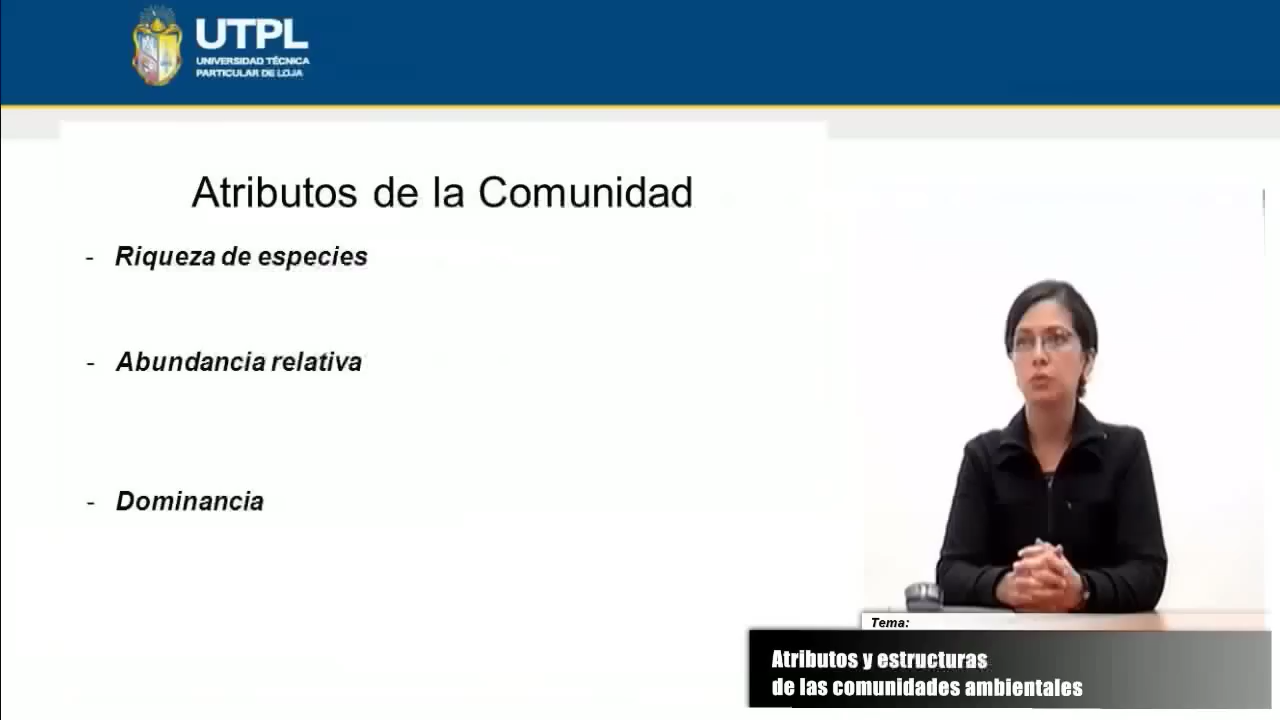 UTPL
UNIVERSIDAD TÉCNICA
PARTICULAR DE LOJA
Atributos de la Comunidad
- Riqueza de especies
- Abundancia relativa
- Dominancia
Tema:
Atributos y estructuras
de las comunidades ambientales